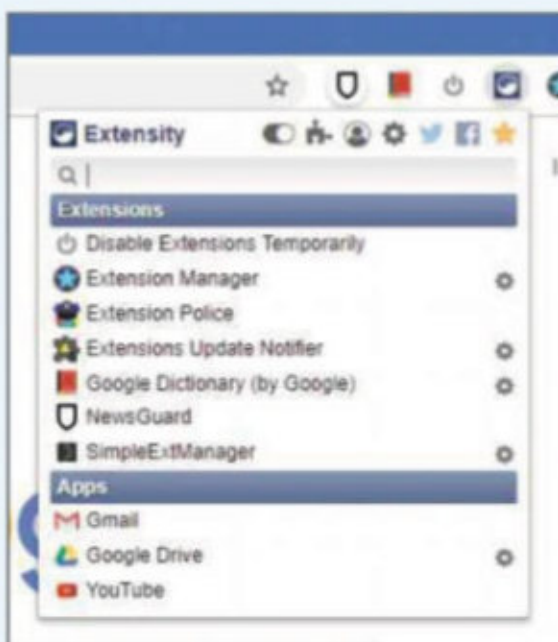 Extensity
Extensions
Disable Extensions Temporarily
Extension Manager
Extension Police
Extensions Update Notifier
Google Dictionary (by Google)
NewsGuard
SimpleExtManager
Apps
Gmail
Google Drive
YouTube